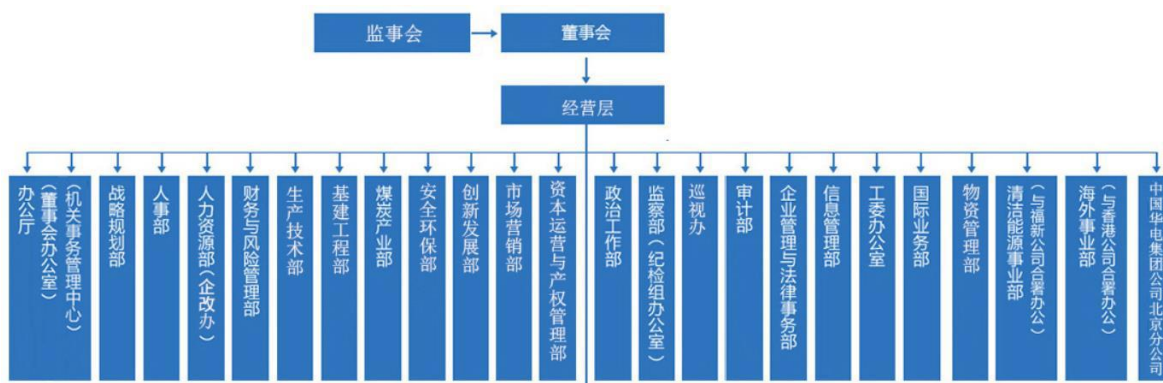 监事会
董事会
经营层
办公厅
（董事会办公室）
（机关事务管理中心）
战略规划部
人事部
人力资源部（企改办）
财务与风险管理部
生产技术部
基建工程部
煤炭产业部
安全环保部
创新发展部
市场营销部
资本运营与产权管理部
政治工作部
监察部（纪检组办公室）
巡视办
审计部
企业管理与法律事务部
信息管理部
工委办公室
国际业务部
物资管理部
清洁能源事业部
（与福新公司合署办公）
海外事业部
（与香港公司合署办公）
中国华电集团公司北京分公司